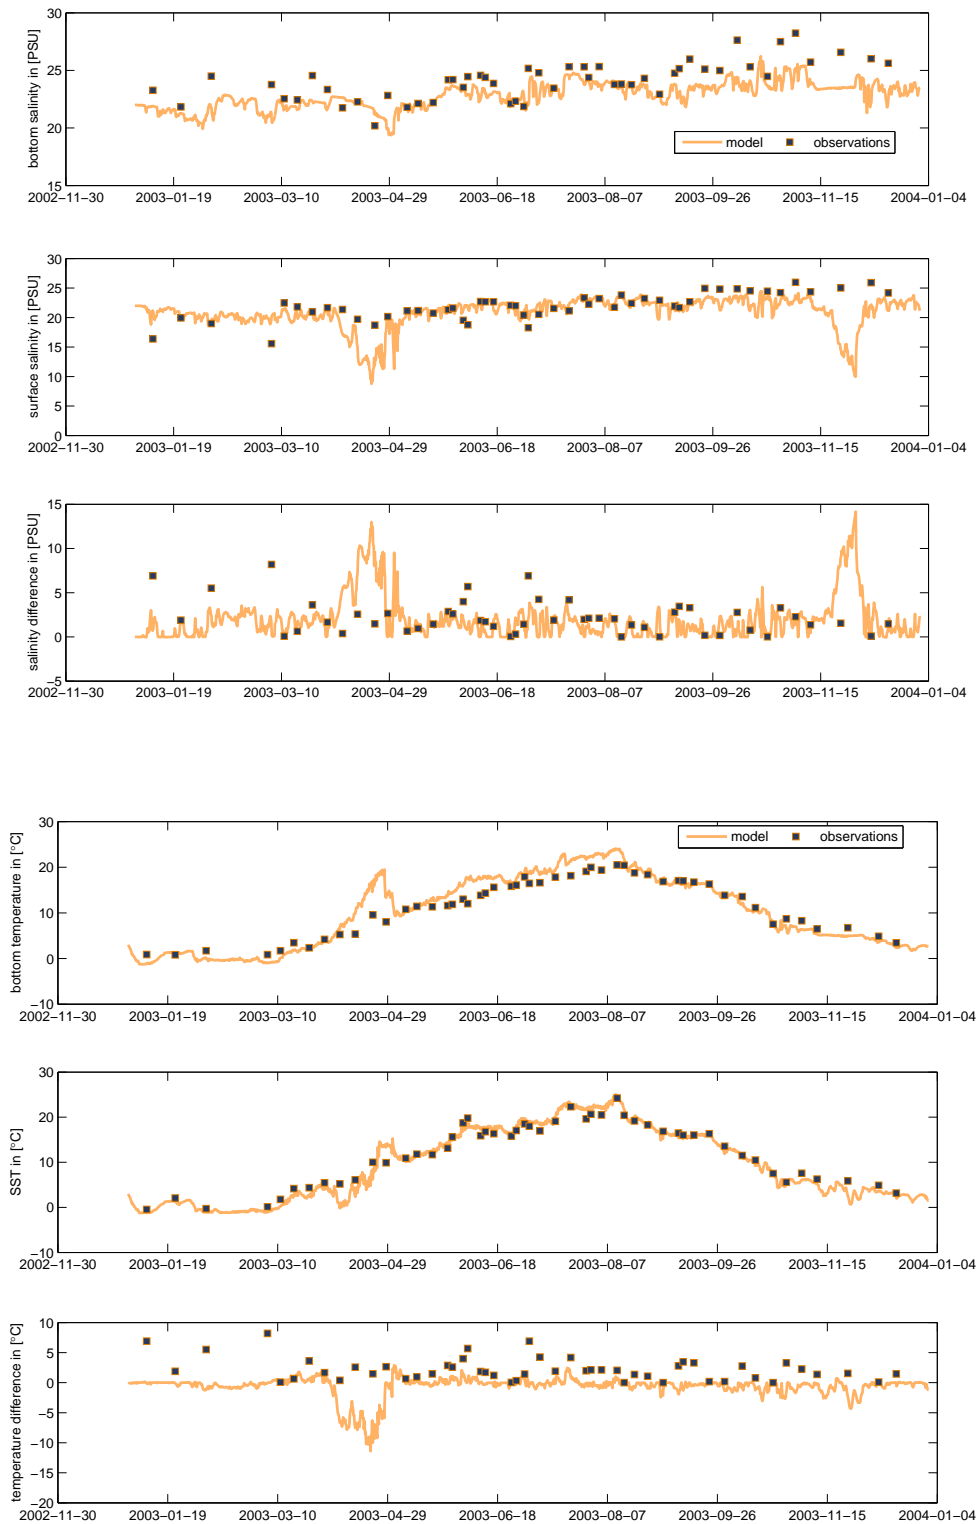 30
25
20
15
bottom salinity in [PSU]
model
observations
2002−11−30 2003−01−19 2003−03−10 2003−04−29 2003−06−18 2003−08−07 2003−09−26 2003−11−15 2004−01−04
30
25
20
15
10
5
0
surface salinity in [PSU]
2002−11−30 2003−01−19 2003−03−10 2003−04−29 2003−06−18 2003−08−07 2003−09−26 2003−11−15 2004−01−04
15
10
5
0
−5
salinity difference in [PSU]
2002−11−30 2003−01−19 2003−03−10 2003−04−29 2003−06−18 2003−08−07 2003−09−26 2003−11−15 2004−01−04
30
20
10
0
−10
bottom temperature in [°C]
model
observations
2002−11−30 2003−01−19 2003−03−10 2003−04−29 2003−06−18 2003−08−07 2003−09−26 2003−11−15 2004−01−04
30
20
10
0
−10
SST in [°C]
2002−11−30 2003−01−19 2003−03−10 2003−04−29 2003−06−18 2003−08−07 2003−09−26 2003−11−15 2004−01−04
10
5
0
−5
−10
−15
−20
temperature difference in [°C]
2002−11−30 2003−01−19 2003−03−10 2003−04−29 2003−06−18 2003−08−07 2003−09−26 2003−11−15 2004−01−04